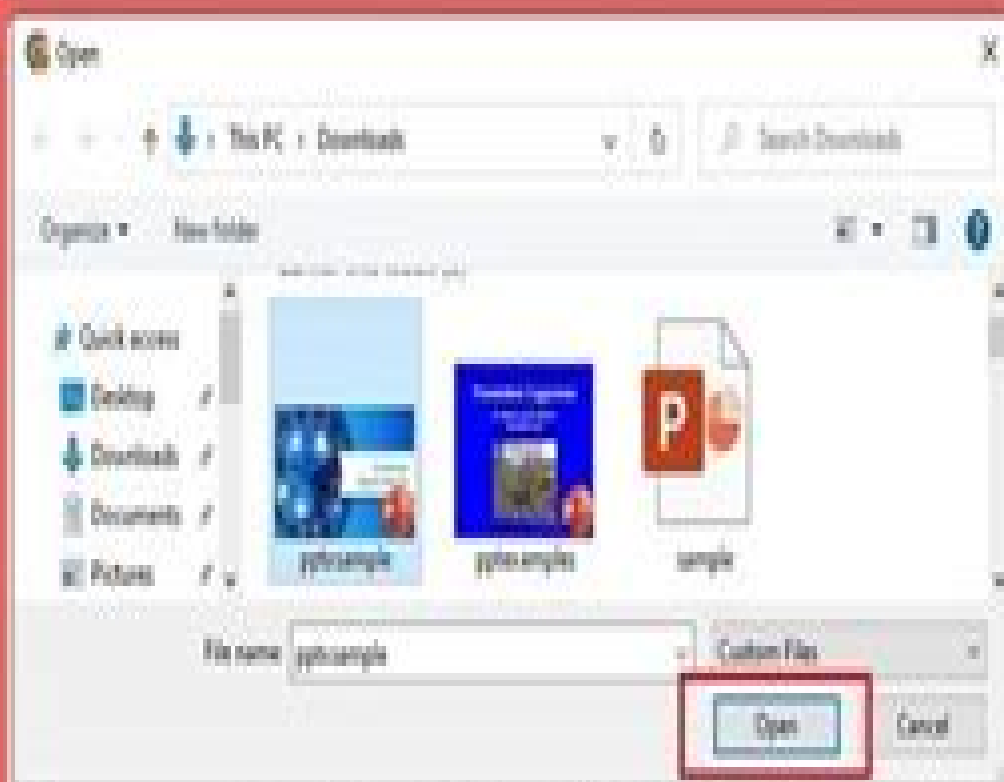 Open
This PC › Downloads
Search Downloads
Organize
New folder
Quick access
Desktop
Downloads
Documents
Pictures
sample
File name
Custom Files
Open
Cancel